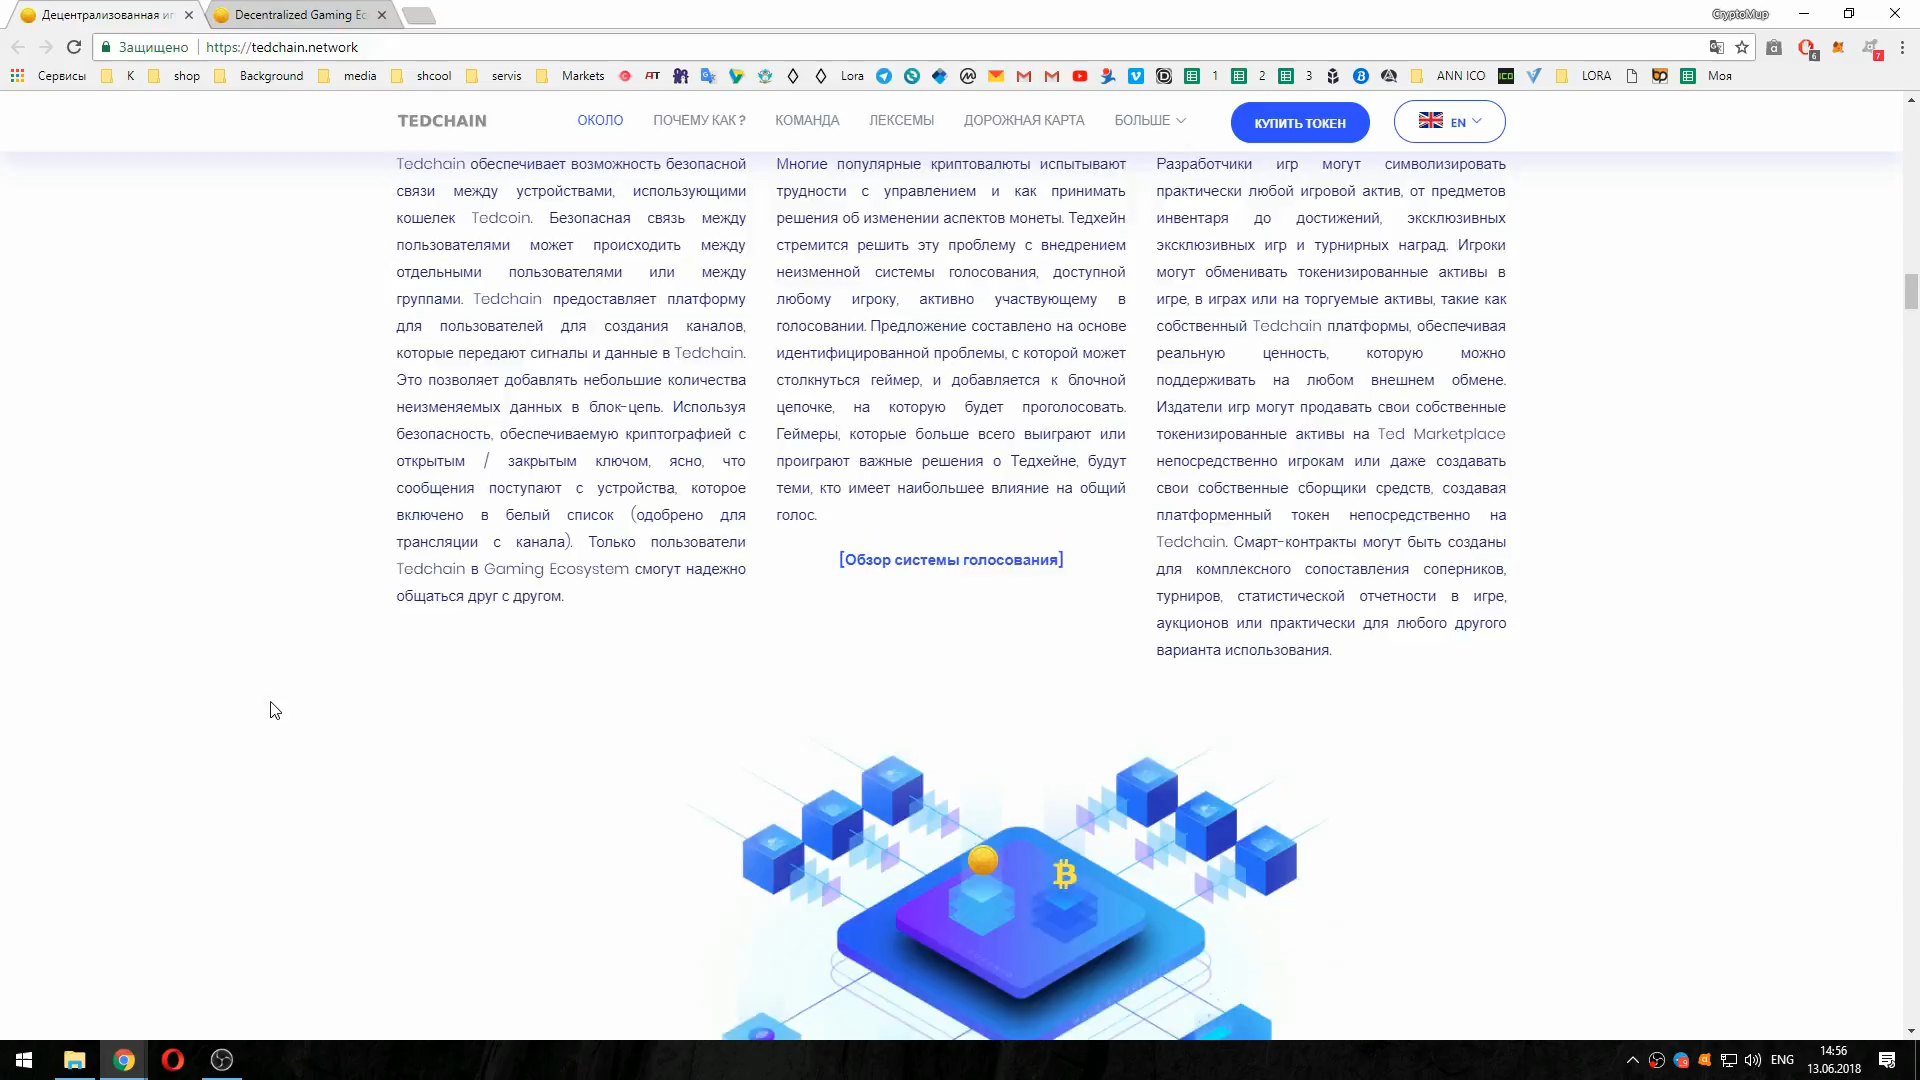 Децентрализованная иг
Decentralized Gaming Ec
CryptoMup
Защищено
https://tedchain.network
Сервисы
K
shop
Background
media
shcool
servis
Markets
Lora
1
2
3
ANN ICO
LORA
Моя
TEDCHAIN
ОКОЛО
ПОЧЕМУ КАК ?
КОМАНДА
ЛЕКСЕМЫ
ДОРОЖНАЯ КАРТА
БОЛЬШЕ
КУПИТЬ ТОКЕН
EN
Tedchain обеспечивает возможность безопасной
связи между устройствами, использующими
кошелек Tedcoin. Безопасная связь между
пользователями может происходить между
отдельными пользователями или между
группами. Tedchain предоставляет платформу
для пользователей для создания каналов,
которые передают сигналы и данные в Tedchain.
Это позволяет добавлять небольшие количества
неизменяемых данных в блок-цепь. Используя
безопасность, обеспечиваемую криптографией с
открытым / закрытым ключом, ясно, что
сообщения поступают с устройства, которое
включено в белый список (одобрено для
трансляции с канала). Только пользователи
Tedchain в Gaming Ecosystem смогут надежно
общаться друг с другом.
Многие популярные криптовалюты испытывают
трудности с управлением и как принимать
решения об изменении аспектов монеты. Тедхейн
стремится решить эту проблему с внедрением
неизменной системы голосования, доступной
любому игроку, активно участвующему в
голосовании. Предложение составлено на основе
идентифицированной проблемы, с которой может
столкнуться геймер, и добавляется к блочной
цепочке, на которую будет проголосовать.
Геймеры, которые больше всего выиграют или
проиграют важные решения о Тедхейне, будут
теми, кто имеет наибольшее влияние на общий
голос.
[Обзор системы голосования]
Разработчики игр могут символизировать
практически любой игровой актив, от предметов
инвентаря до достижений, эксклюзивных
эксклюзивных игр и турнирных наград. Игроки
могут обменивать токенизированные активы в
игре, в играх или на торгуемые активы, такие как
собственный Tedchain платформы, обеспечивая
реальную ценность, которую можно
поддерживать на любом внешнем обмене.
Издатели игр могут продавать свои собственные
токенизированные активы на Ted Marketplace
непосредственно игрокам или даже создавать
свои собственные сборщики средств, создавая
платформенный токен непосредственно на
Tedchain. Смарт-контракты могут быть созданы
для комплексного сопоставления соперников,
турниров, статистической отчетности в игре,
аукционов или практически для любого другого
варианта использования.
ENG
14:56
13.06.2018